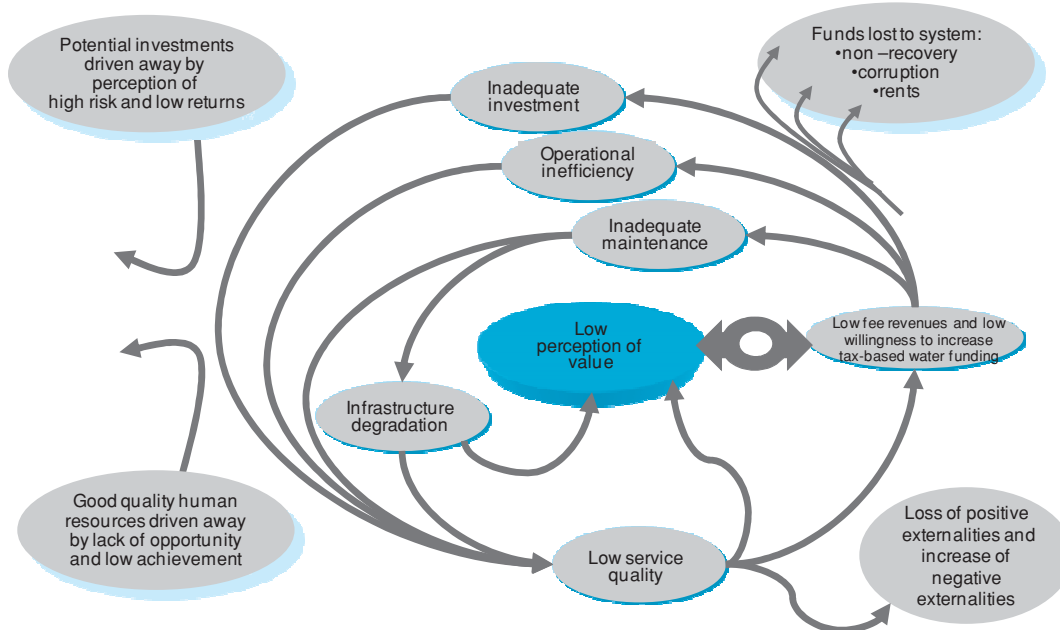 Potential investments
driven away by
perception of
high risk and low returns
Funds lost to system:
•non –recovery
•corruption
•rents
Inadequate
investment
Operational
inefficiency
Inadequate
maintenance
Low
perception of
value
Low fee revenues and low
willingness to increase
tax-based water funding
Infrastructure
degradation
Good quality human
resources driven away
by lack of opportunity
and low achievement
Low service
quality
Loss of positive
externalities and
increase of
negative
externalities